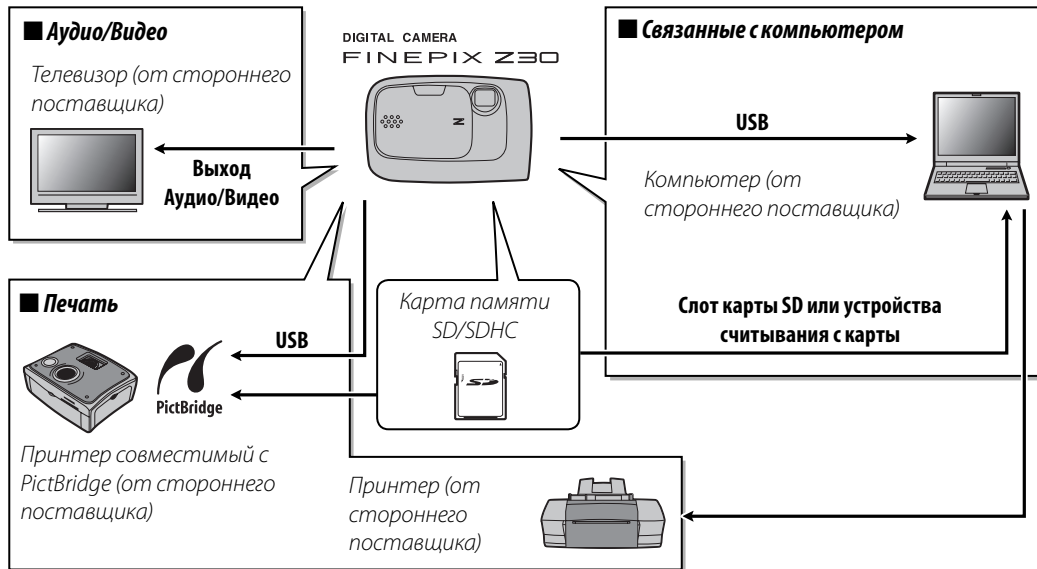 ■ Аудио/Видео
Телевизор (от стороннего
поставщика)
Выход
Аудио/Видео
DIGITAL CAMERA
FINEPIX Z30
Z
■ Связанные с компьютером
USB
Компьютер (от
стороннего поставщика)
Слот карты SD или устройства
считывания с карты
■ Печать
USB
PictBridge
Принтер совместимый с
PictBridge (от стороннего
поставщика)
Карта памяти
SD/SDHC
SD
Принтер (от
стороннего
поставщика)